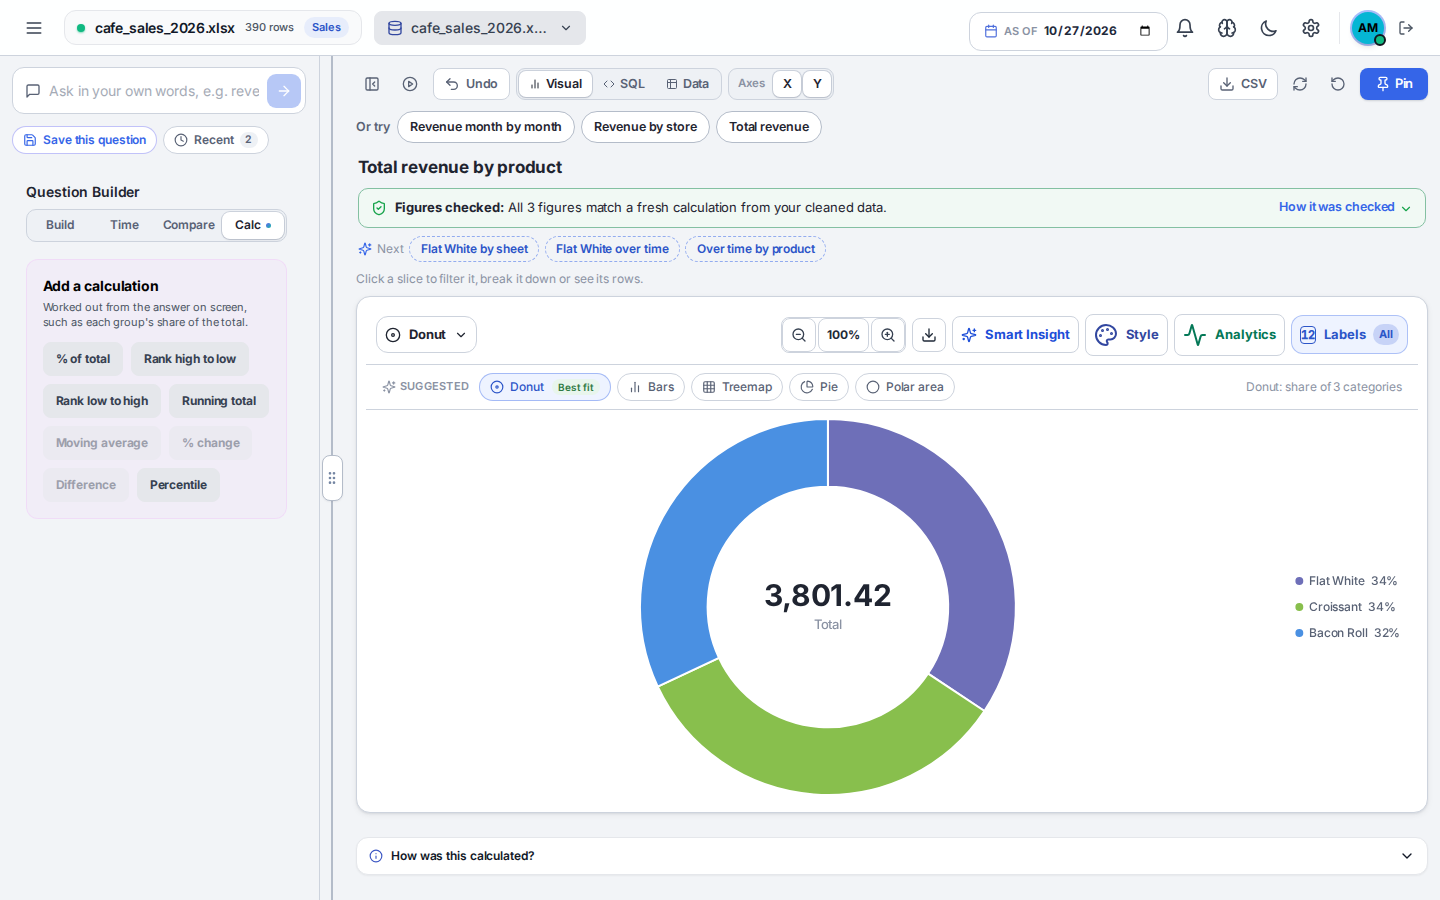 cafe_sales_2026.xlsx 390 rows Sales
cafe_sales_2026.x...
AS OF 10/27/2026
AM
Ask in your own words, e.g. reve
Save this question
Recent 2
Question Builder
Build Time Compare Calc
Add a calculation
Worked out from the answer on screen,
such as each group's share of the total.
% of total
Rank high to low
Rank low to high
Running total
Moving average
% change
Difference
Percentile
Undo
Visual SQL Data
Axes X Y
CSV
Pin
Or try Revenue month by month Revenue by store Total revenue
Total revenue by product
Figures checked: All 3 figures match a fresh calculation from your cleaned data.
How it was checked
Next Flat White by sheet Flat White over time Over time by product
Click a slice to filter it, break it down or see its rows.
Donut
100%
Smart Insight
Style
Analytics
12 Labels All
SUGGESTED Donut Best fit Bars Treemap Pie Polar area
Donut: share of 3 categories
3,801.42
Total
Flat White 34%
Croissant 34%
Bacon Roll 32%
How was this calculated?